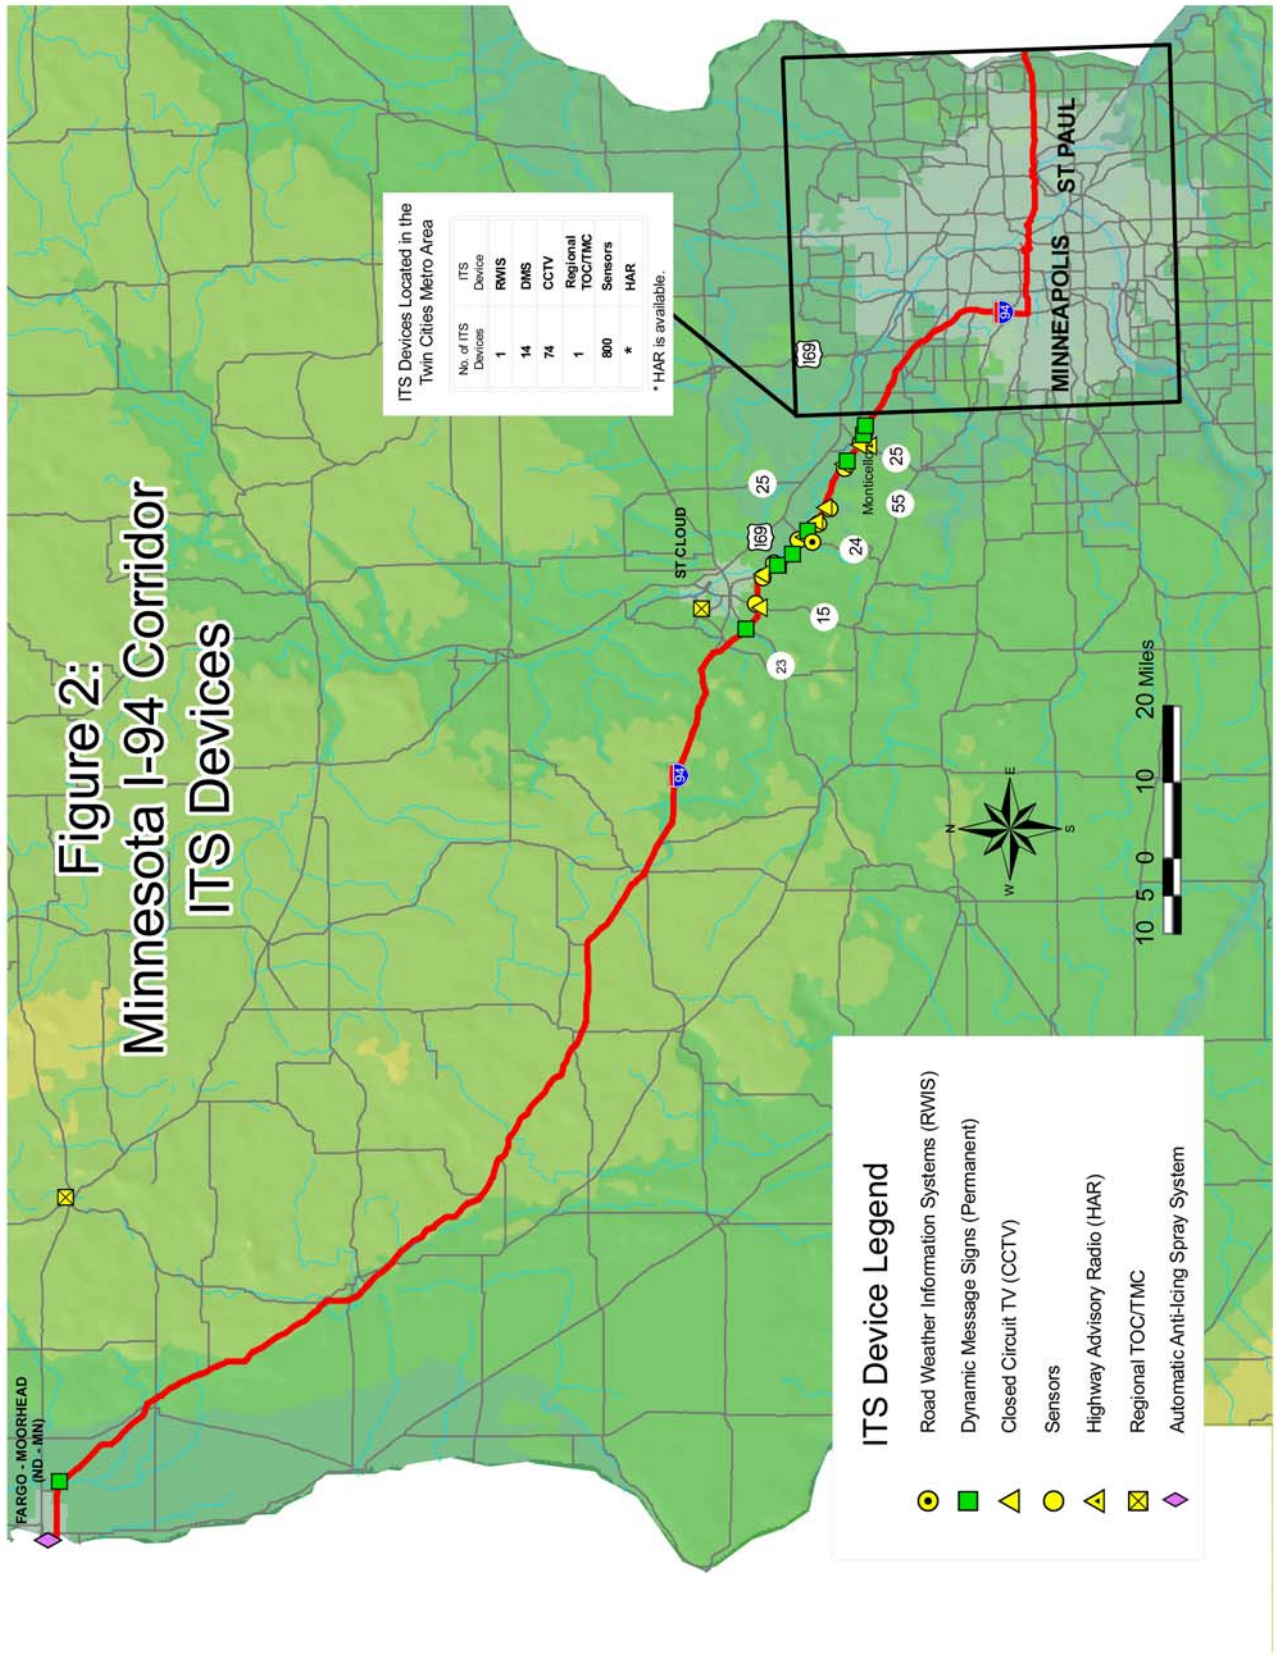 Figure 2:
Minnesota I-94 Corridor
ITS Devices
FARGO - MOORHEAD
(ND - MN)
94
ST CLOUD
169
25
23
15
24
55
25
Monticello
ITS Devices Located in the
Twin Cities Metro Area
No. of ITS Devices ITS Device
1 RWIS
14 DMS
74 CCTV
1 Regional TOC/TMC
800 Sensors
* HAR
* HAR is available.
169
94
MINNEAPOLIS
ST PAUL
ITS Device Legend
Road Weather Information Systems (RWIS)
Dynamic Message Signs (Permanent)
Closed Circuit TV (CCTV)
Sensors
Highway Advisory Radio (HAR)
Regional TOC/TMC
Automatic Anti-Icing Spray System
N
W E
S
10 5 0 10 20 Miles